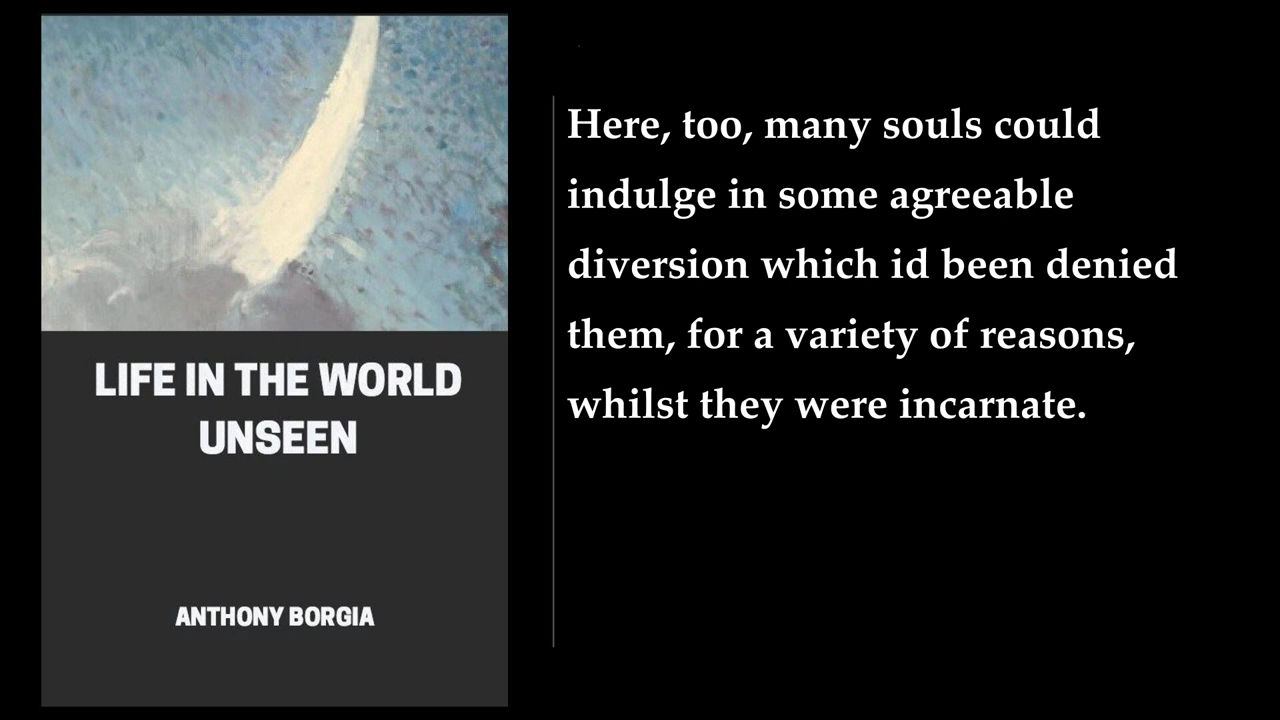 LIFE IN THE WORLD
UNSEEN
ANTHONY BORGIA
Here, too, many souls could
indulge in some agreeable
diversion which id been denied
them, for a variety of reasons,
whilst they were incarnate.